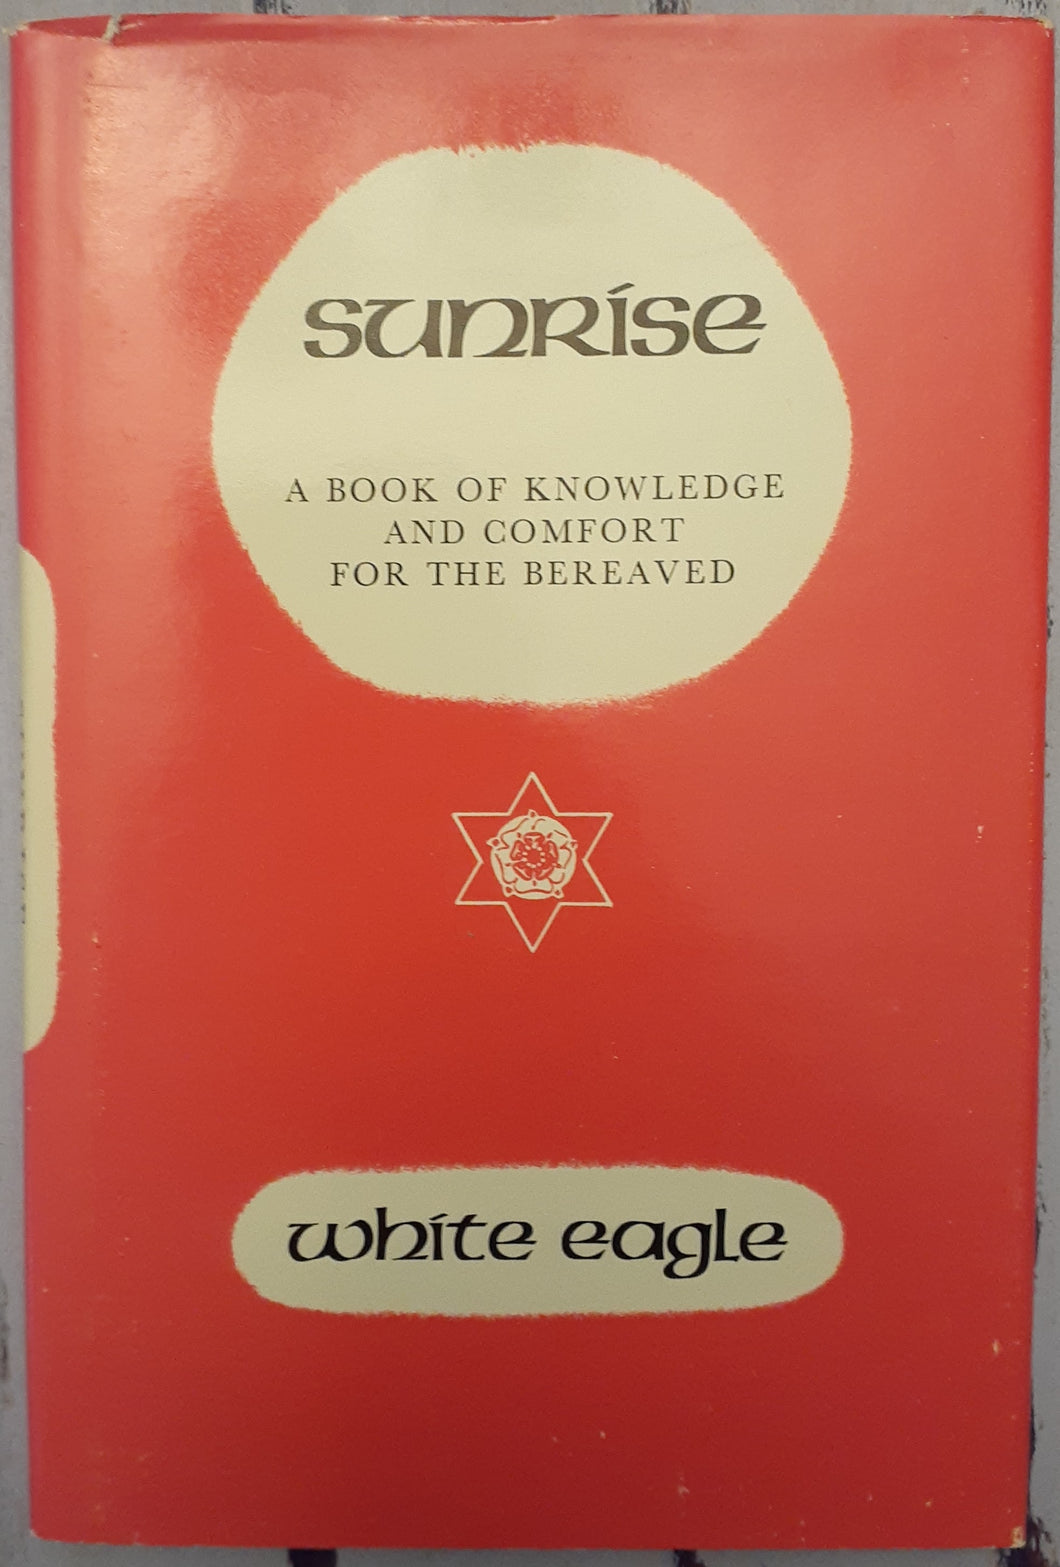 sunrise
A BOOK OF KNOWLEDGE
AND COMFORT
FOR THE BEREAVED
white eagle